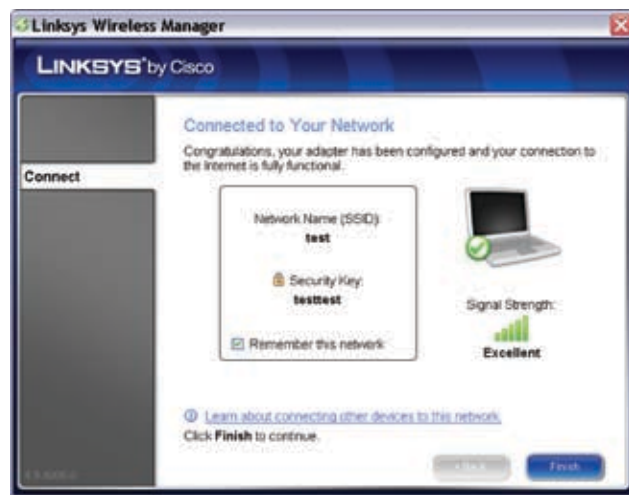 Linksys Wireless Manager
LINKSYS® by Cisco
Connected to Your Network
Congratulations, your adapter has been configured and your connection to
the Internet is fully functional.
Connect
Network Name (SSID):
test
Security Key:
testtest
Remember this network
Signal Strength:
Excellent
Learn about connecting other devices to this network.
Click Finish to continue.
Finish